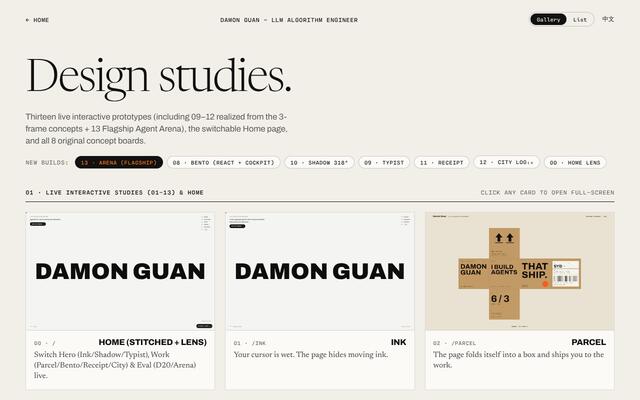 ← HOME
DAMON GUAN — LLM ALGORITHM ENGINEER
Gallery
List
中文
Design studies.
Thirteen live interactive prototypes (including 09–12 realized from the 3-
frame concepts + 13 Flagship Agent Arena), the switchable Home page,
and all 8 original concept boards.
NEW BUILDS:
13 · ARENA (FLAGSHIP)
08 · BENTO (REACT + COCKPIT)
10 · SHADOW 318°
09 · TYPIST
11 · RECEIPT
00 · HOME LENS
01 · LIVE INTERACTIVE STUDIES (01–13) & HOME
CLICK ANY CARD TO OPEN FULL-SCREEN
DAMON GUAN
DAMON GUAN
DAMON
GUAN
I BUILD
AGENTS
THAT
SHIP.
SYD
6/3
00 · /
HOME (STITCHED + LENS)
Switch Hero (Ink/Shadow/Typist), Work
(Parcel/Bento/Receipt/City) & Eval (D20/Arena)
live.
01 · /INK
INK
Your cursor is wet. The page hides moving ink.
02 · /PARCEL
PARCEL
The page folds itself into a box and ships you to the
work.